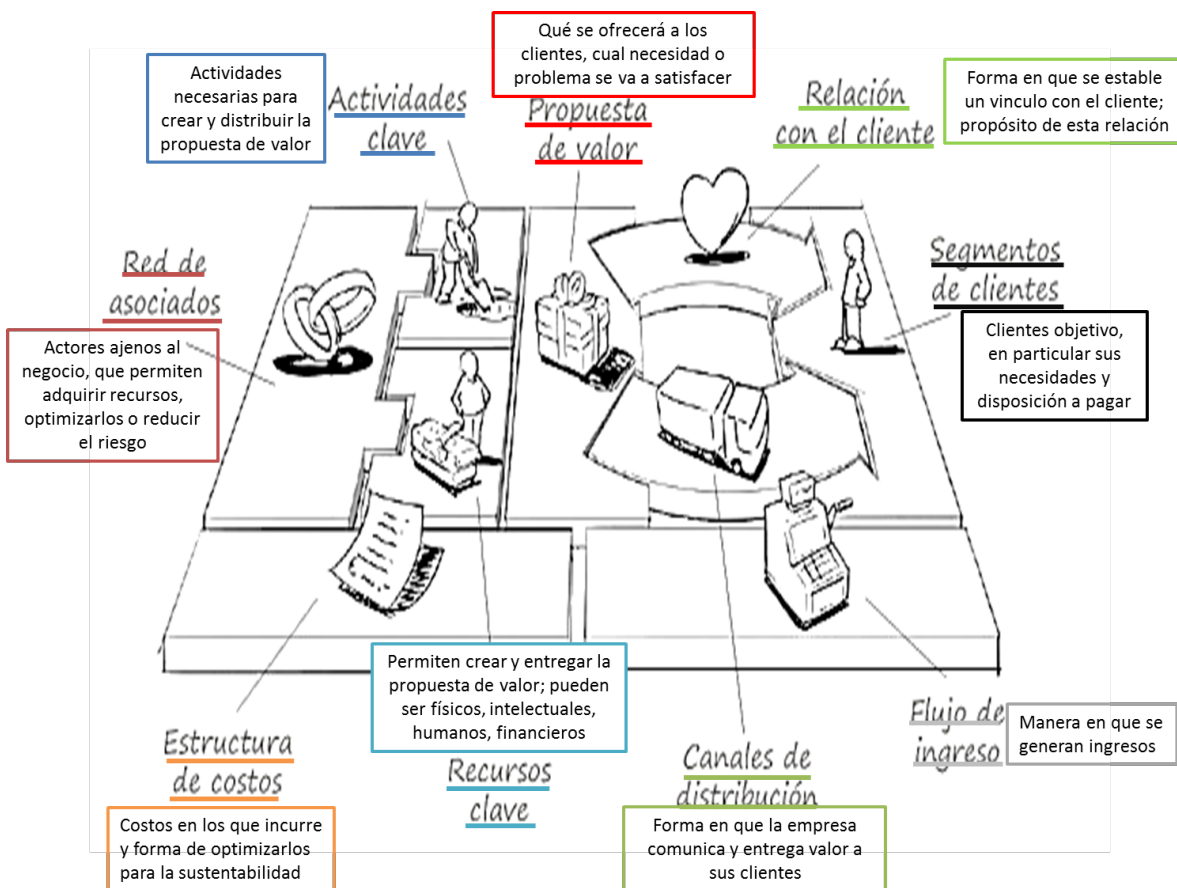 Qué se ofrecerá a los
clientes, cual necesidad o
problema se va a satisfacer
Propuesta
de valor
Actividades
necesarias para
crear y distribuir la
propuesta de valor
Actividades
clave
Relación
con el cliente
Forma en que se estable
un vinculo con el cliente;
propósito de esta relación
Red de
asociados
Actores ajenos al
negocio, que permiten
adquirir recursos,
optimizarlos o reducir
el riesgo
Segmentos
de clientes
Clientes objetivo,
en particular sus
necesidades y
disposición a pagar
Estructura
de costos
Costos en los que incurre
y forma de optimizarlos
para la sustentabilidad
Permiten crear y entregar la
propuesta de valor; pueden
ser físicos, intelectuales,
humanos, financieros
Recursos
clave
Canales de
distribución
Forma en que la empresa
comunica y entrega valor a
sus clientes
Flujo de
ingreso
Manera en que se
generan ingresos